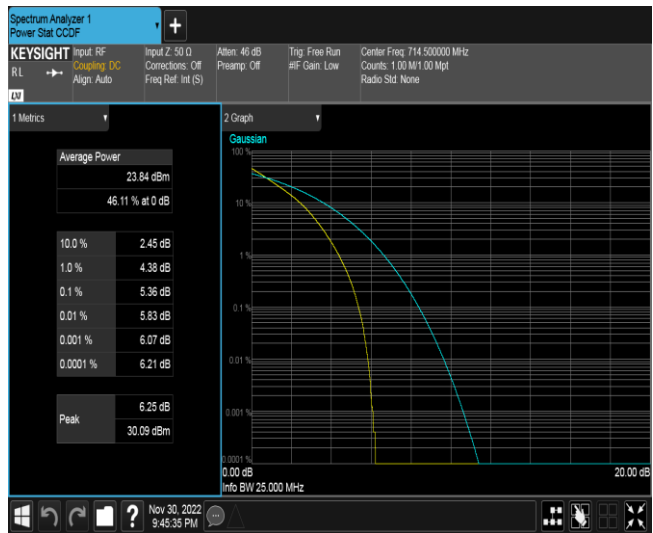 Spectrum Analyzer 1
Power Stat CCDF
+
KEYSIGHT
RL
LXI
Input: RF
Coupling: DC
Align: Auto
Input Z: 50 Ω
Corrections: Off
Freq Ref: Int (S)
Atten: 46 dB
Preamp: Off
Trig: Free Run
#IF Gain: Low
Center Freq: 714.500000 MHz
Counts: 1.00 M/1.00 Mpt
Radio Std: None
1 Metrics
Average Power
23.84 dBm
46.11 % at 0 dB
10.0 % 2.45 dB
1.0 % 4.38 dB
0.1 % 5.36 dB
0.01 % 5.83 dB
0.001 % 6.07 dB
0.0001 % 6.21 dB
Peak
6.25 dB
30.09 dBm
2 Graph
Gaussian
100 %
10 %
1 %
0.1 %
0.01 %
0.001 %
0.0001 %
0.00 dB 20.00 dB
Info BW 25.000 MHz
?
Nov 30, 2022
9:45:35 PM